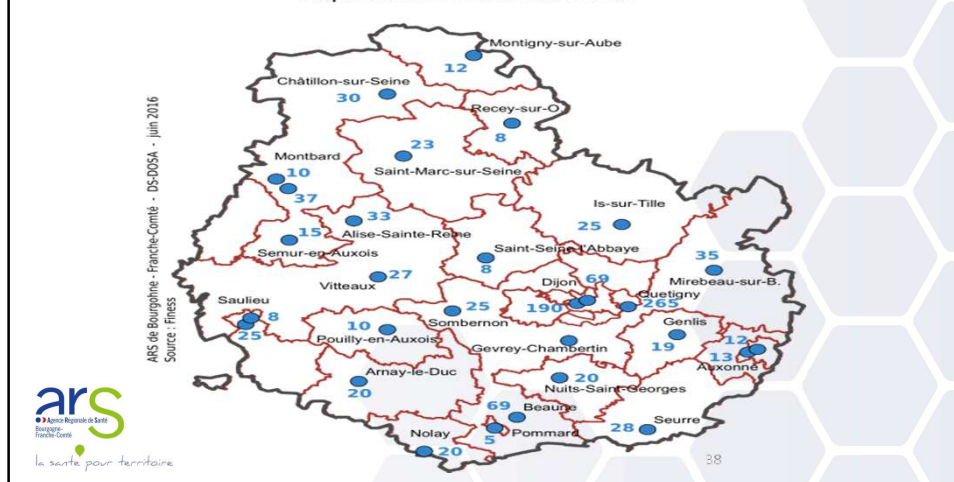 Montigny-sur-Aube
12
Châtillon-sur-Seine
30
Recey-sur-O.
8
23
Saint-Marc-sur-Seine
Montbard
10
37
Is-sur-Tille
25
33
Alise-Sainte-Reine
15
Semur-en-Auxois
Saint-Seine-l'Abbaye
8
35
Mirebeau-sur-B.
27
Vitteaux
Dijon
69
190
Quetigny
265
Saulieu
8
25
25
Sombernon
10
Pouilly-en-Auxois
Gevrey-Chambertin
Genlis
19
12
13
Auxonne
Arnay-le-Duc
20
20
Nuits-Saint-Georges
69
Beaune
5
Pommard
28
Seurre
Nolay
20
ARS de Bourgohne - Franche-Comté - DS-DOSA - juin 2016
Source : Finess
ars
Agence Régionale de Santé
Bourgogne-
Franche-Comté
la santé pour territoire
38